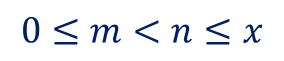 0 ≤ m < n ≤ x